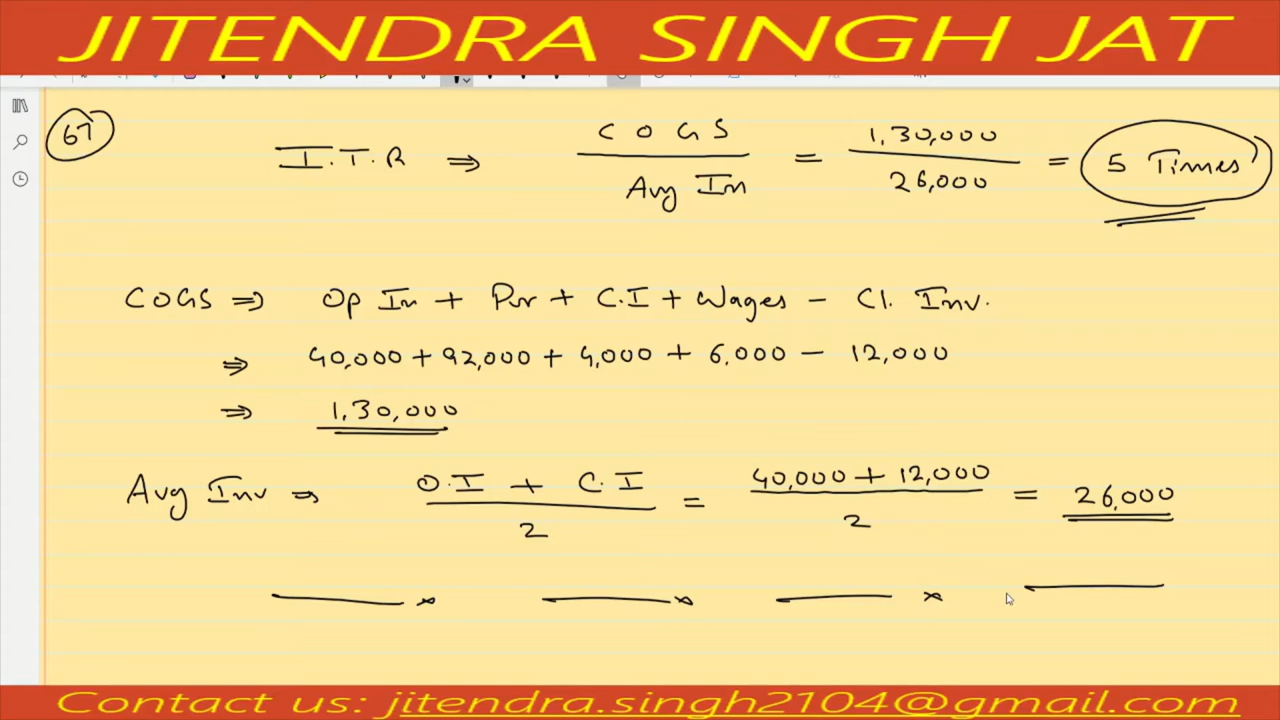 JITENDRA SINGH JAT
67
I.T.R ⇒ COGS / Avg In = 1,30,000 / 26,000 = 5 Times
COGS ⇒ Op In + Pur + C.I + Wages - Cl. Inv.
⇒ 40,000 + 92,000 + 4,000 + 6,000 - 12,000
⇒ 1,30,000
Avg Inv ⇒ O.I + C.I / 2 = 40,000 + 12,000 / 2 = 26,000
Contact us: jitendra.singh2104@gmail.com